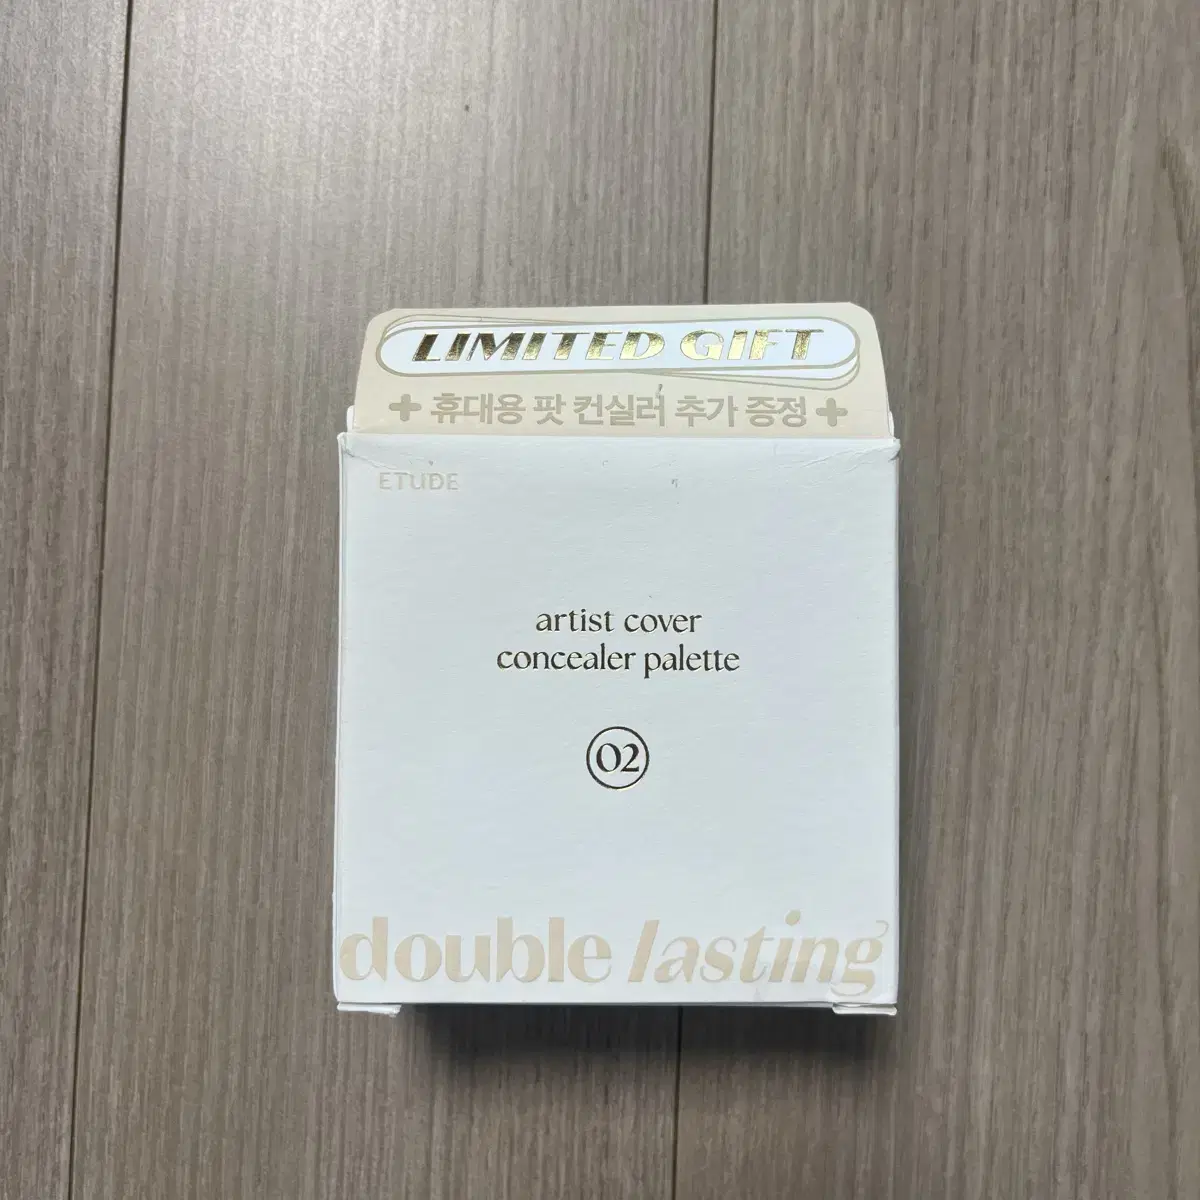 LIMITED GIFT
+ 휴대용 팟 컨실러 추가 증정 +
ETUDE
artist cover
concealer palette
02
double lasting